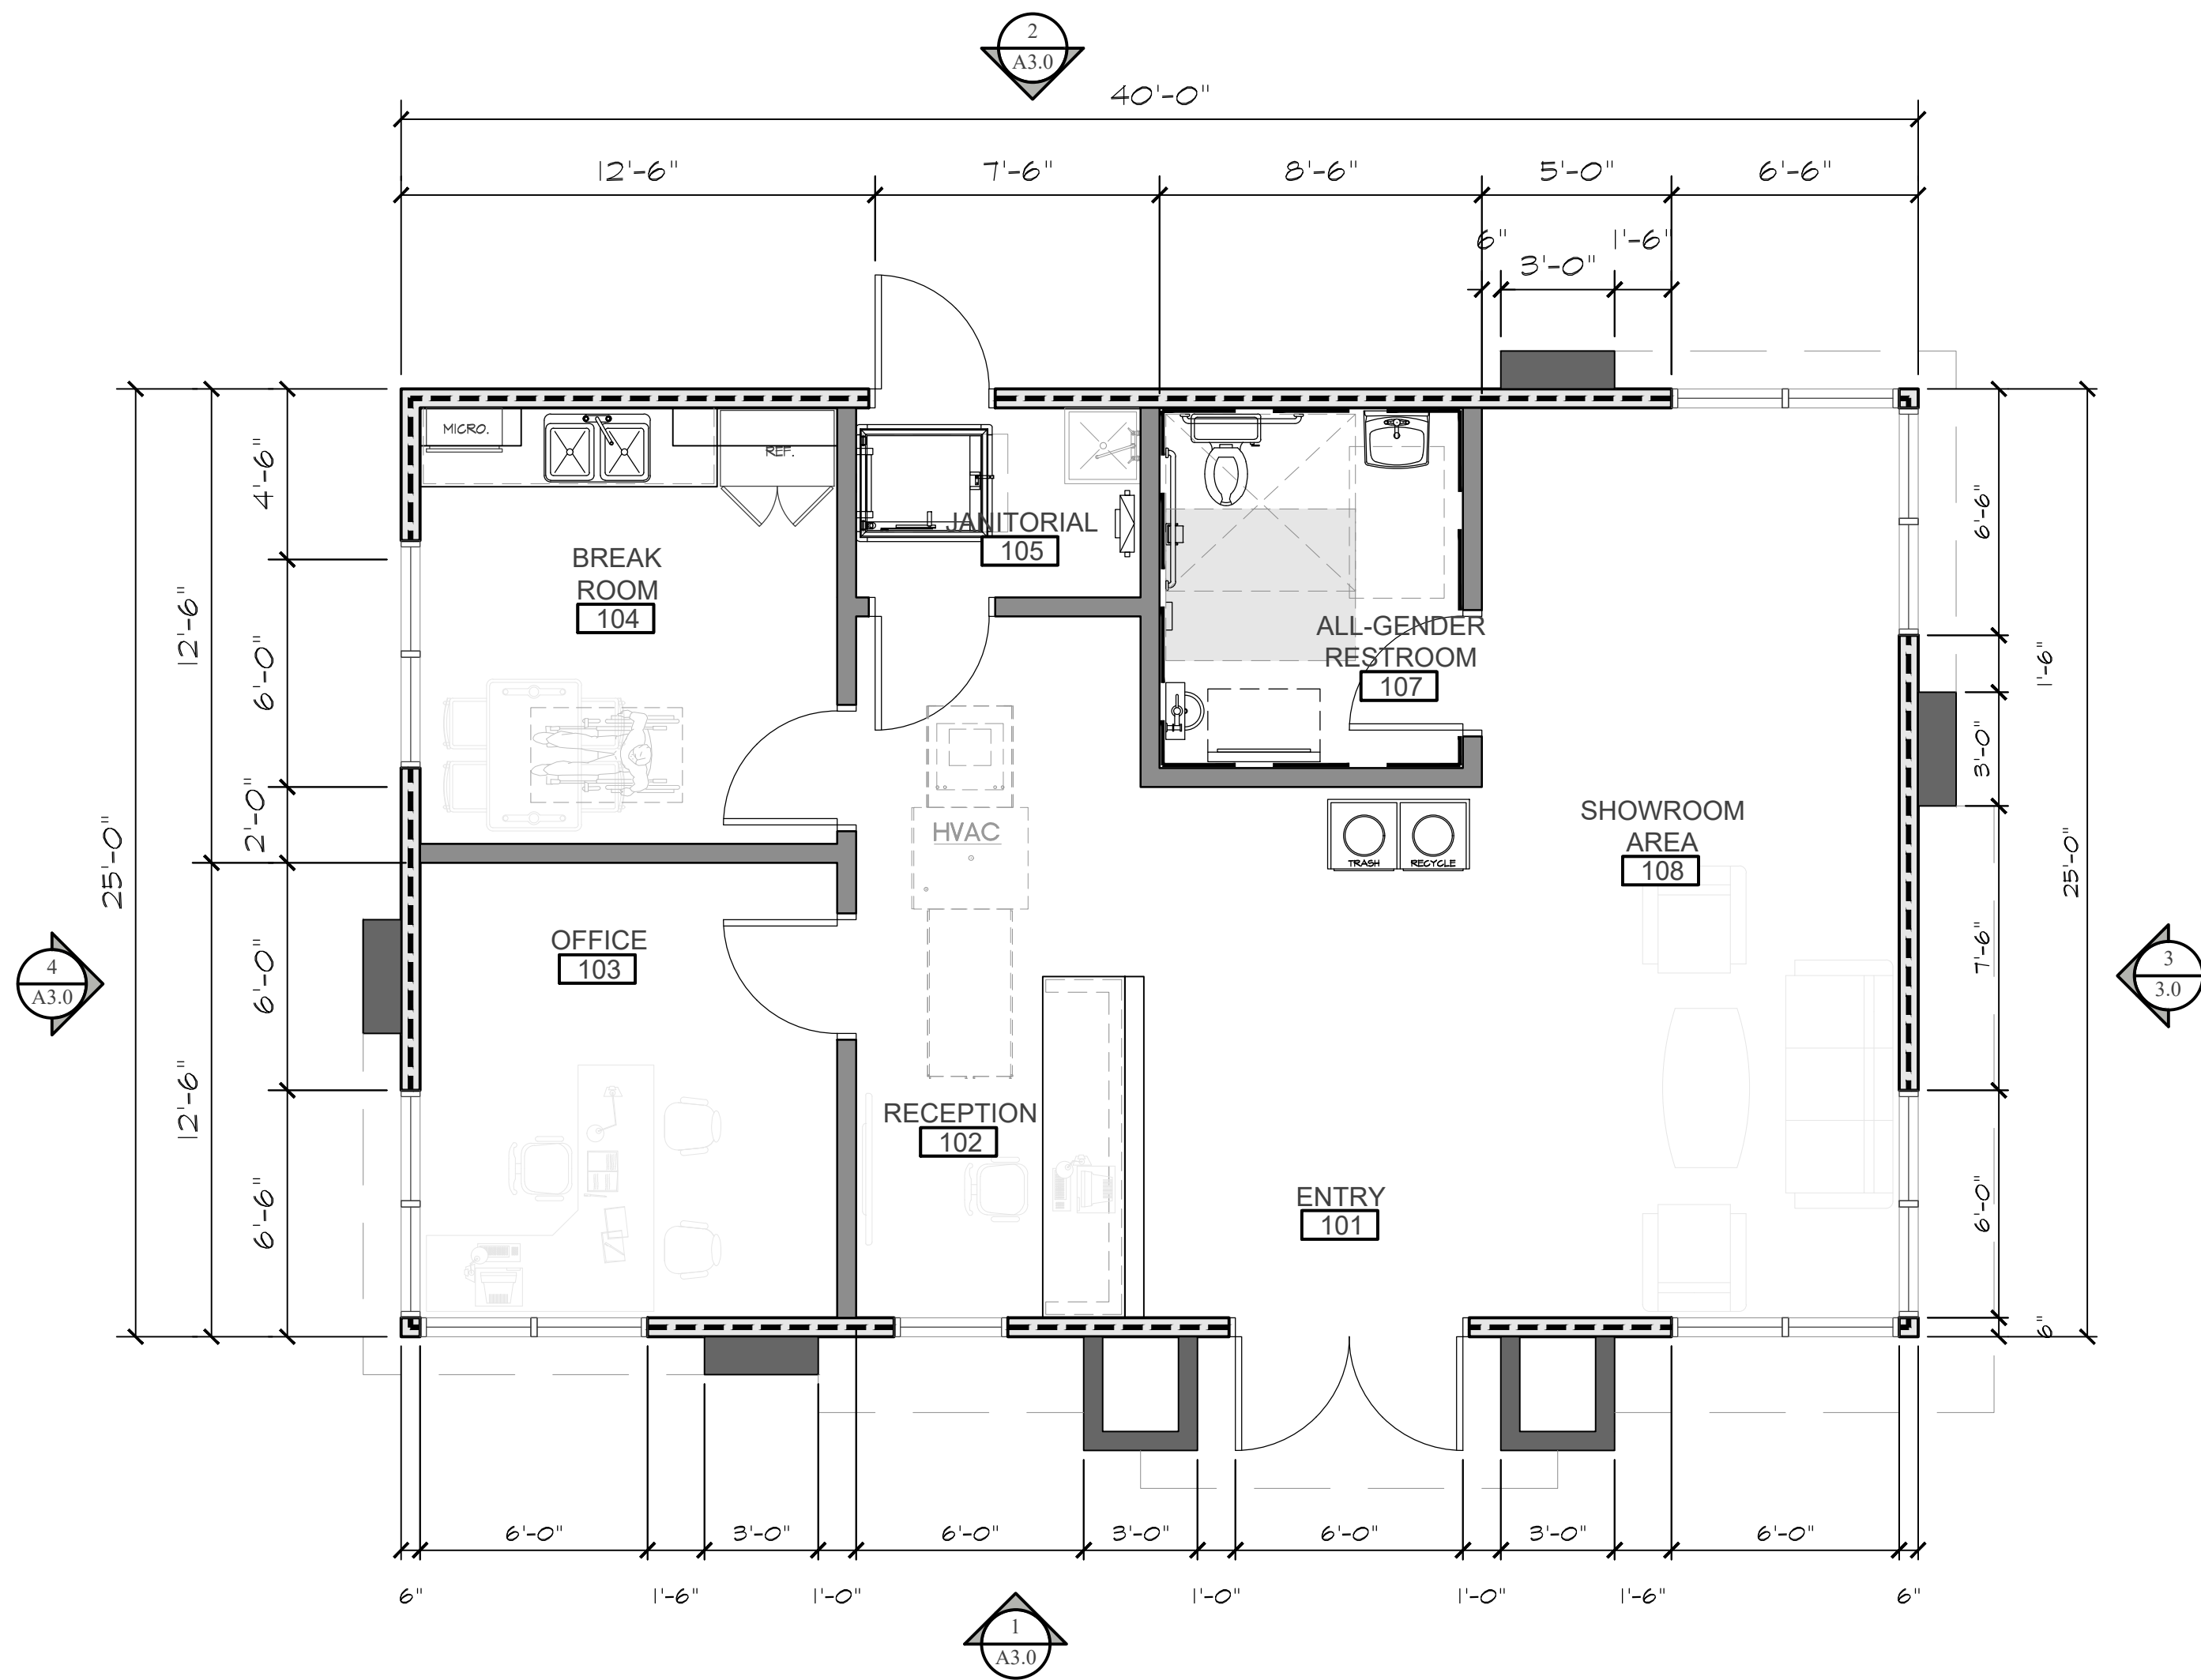 2
A3.0
40'-0"
12'-6"
7'-6"
8'-6"
5'-0"
6'-6"
6"
1'-6"
3'-0"
MICRO.
REF.
JANITORIAL
105
BREAK
ROOM
104
ALL-GENDER
RESTROOM
107
HVAC
TRASH
RECYCLE
SHOWROOM
AREA
108
OFFICE
103
RECEPTION
102
ENTRY
101
25'-0"
12'-6"
12'-6"
4'-6"
6'-0"
2'-0"
6'-0"
6'-6"
6'-6"
1'-6"
3'-0"
7'-6"
6'-0"
6"
25'-0"
4
A3.0
3
3.0
6'-0"
3'-0"
6'-0"
3'-0"
6'-0"
3'-0"
6'-0"
6"
1'-6"
1'-0"
1'-0"
1'-0"
1'-6"
6"
1
A3.0